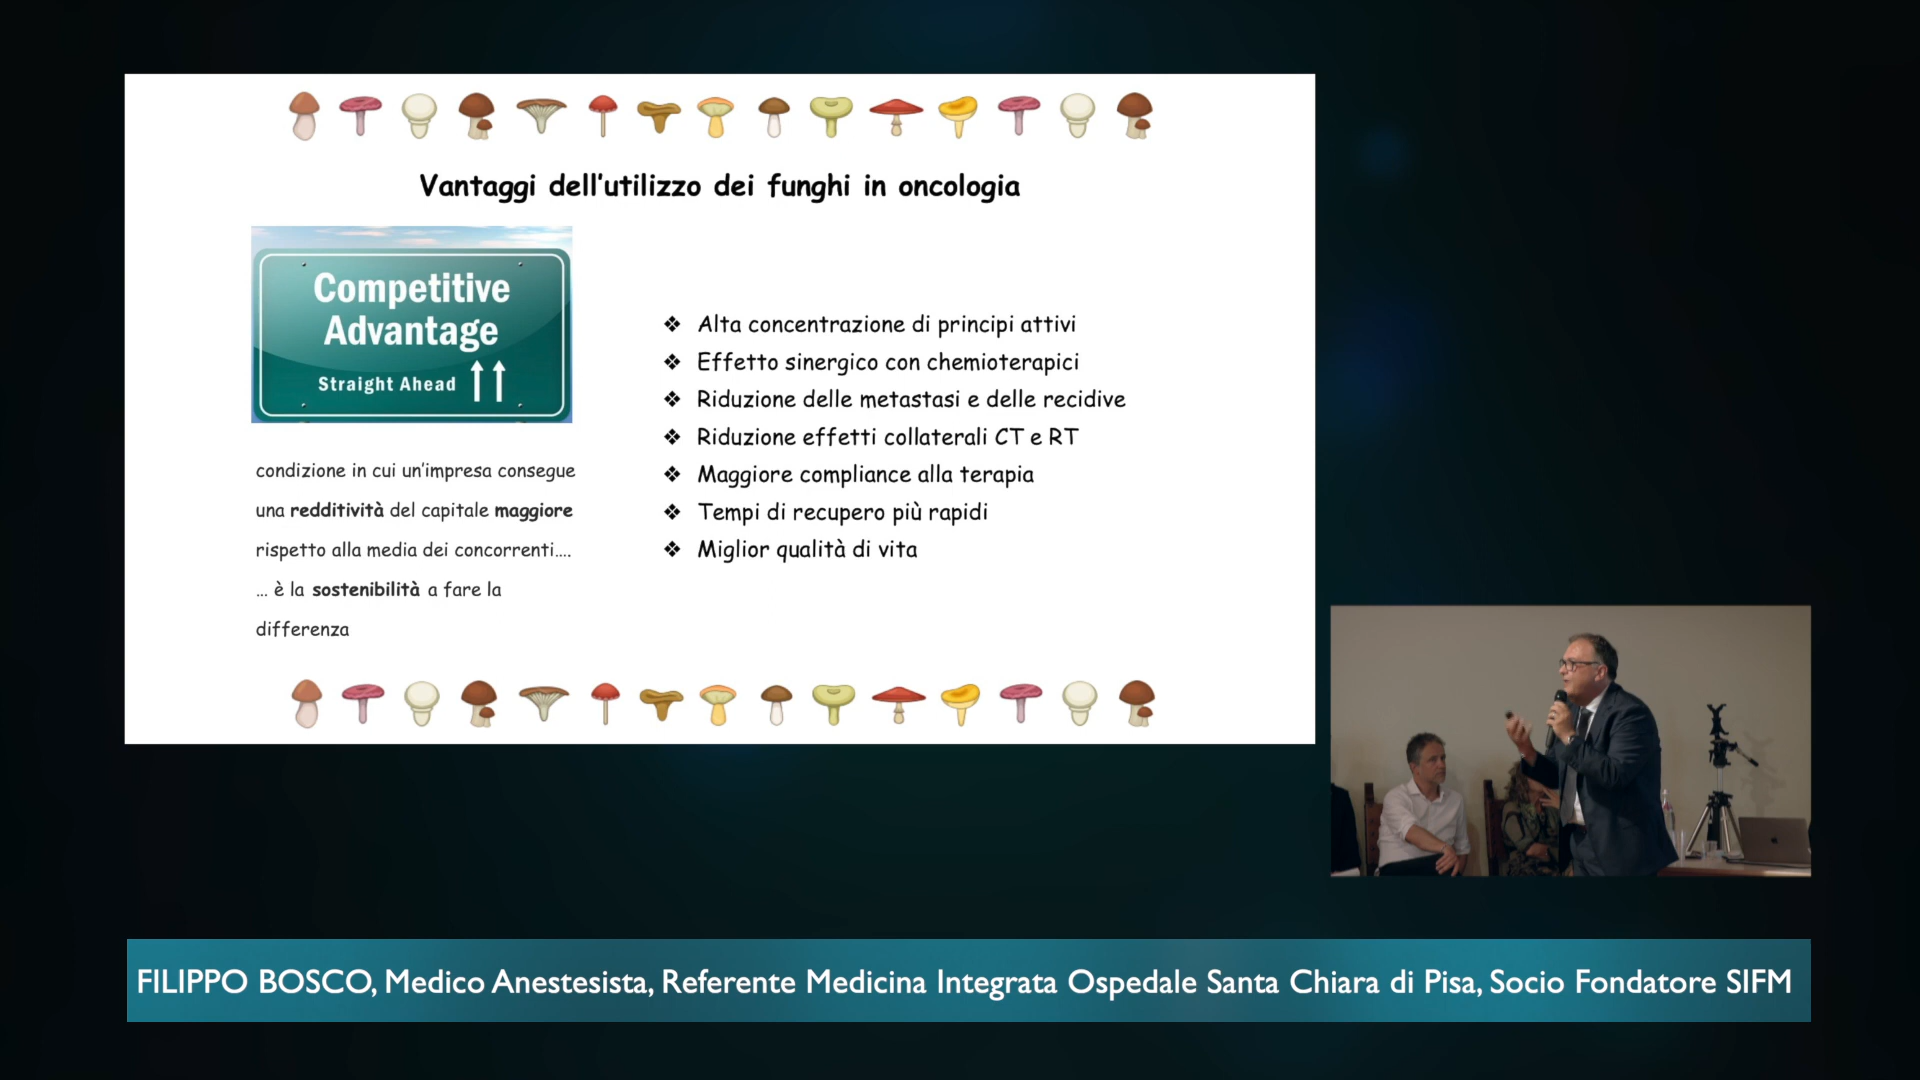 Vantaggi dell'utilizzo dei funghi in oncologia
Competitive
Advantage
Straight Ahead
condizione in cui un'impresa consegue
una redditività del capitale maggiore
rispetto alla media dei concorrenti....
... è la sostenibilità a fare la
differenza
❖ Alta concentrazione di principi attivi
❖ Effetto sinergico con chemioterapici
❖ Riduzione delle metastasi e delle recidive
❖ Riduzione effetti collaterali CT e RT
❖ Maggiore compliance alla terapia
❖ Tempi di recupero più rapidi
❖ Miglior qualità di vita
FILIPPO BOSCO, Medico Anestesista, Referente Medicina Integrata Ospedale Santa Chiara di Pisa, Socio Fondatore SIFM